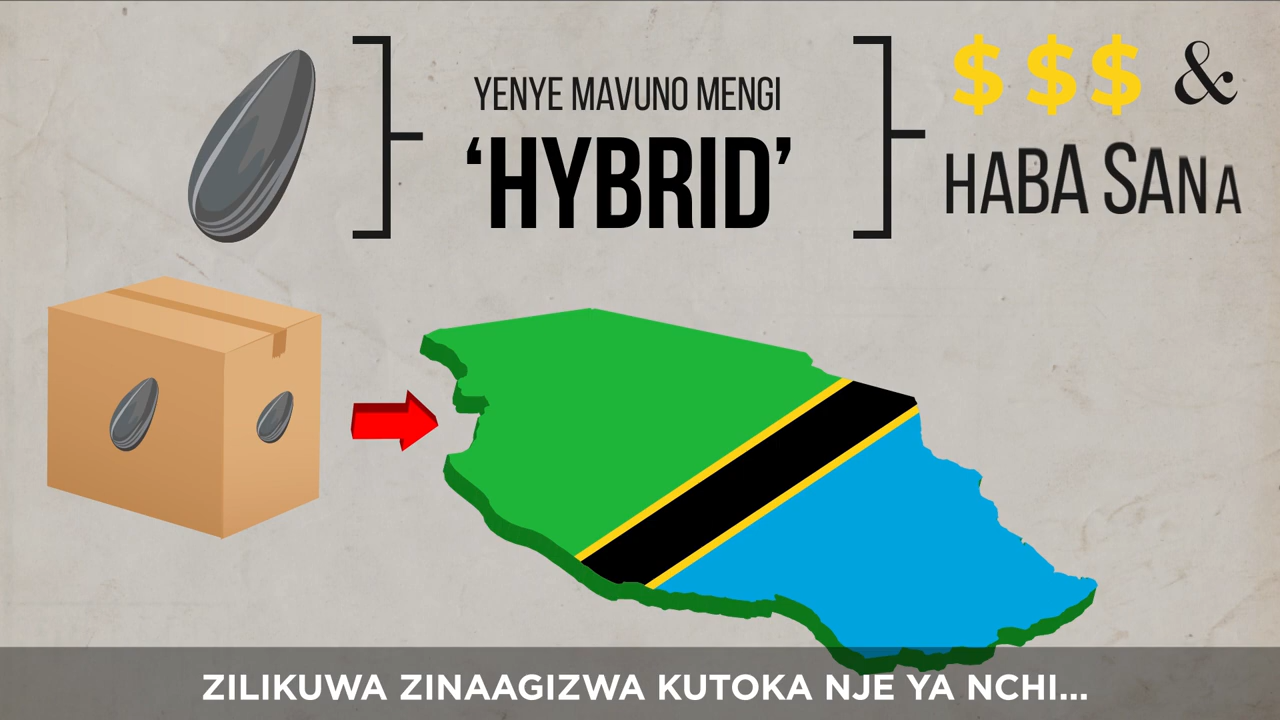 YENYE MAVUNO MENGI
‘HYBRID’
$ $ $ &
HABA SANA
ZILIKUWA ZINAAGIZWA KUTOKA NJE YA NCHI...